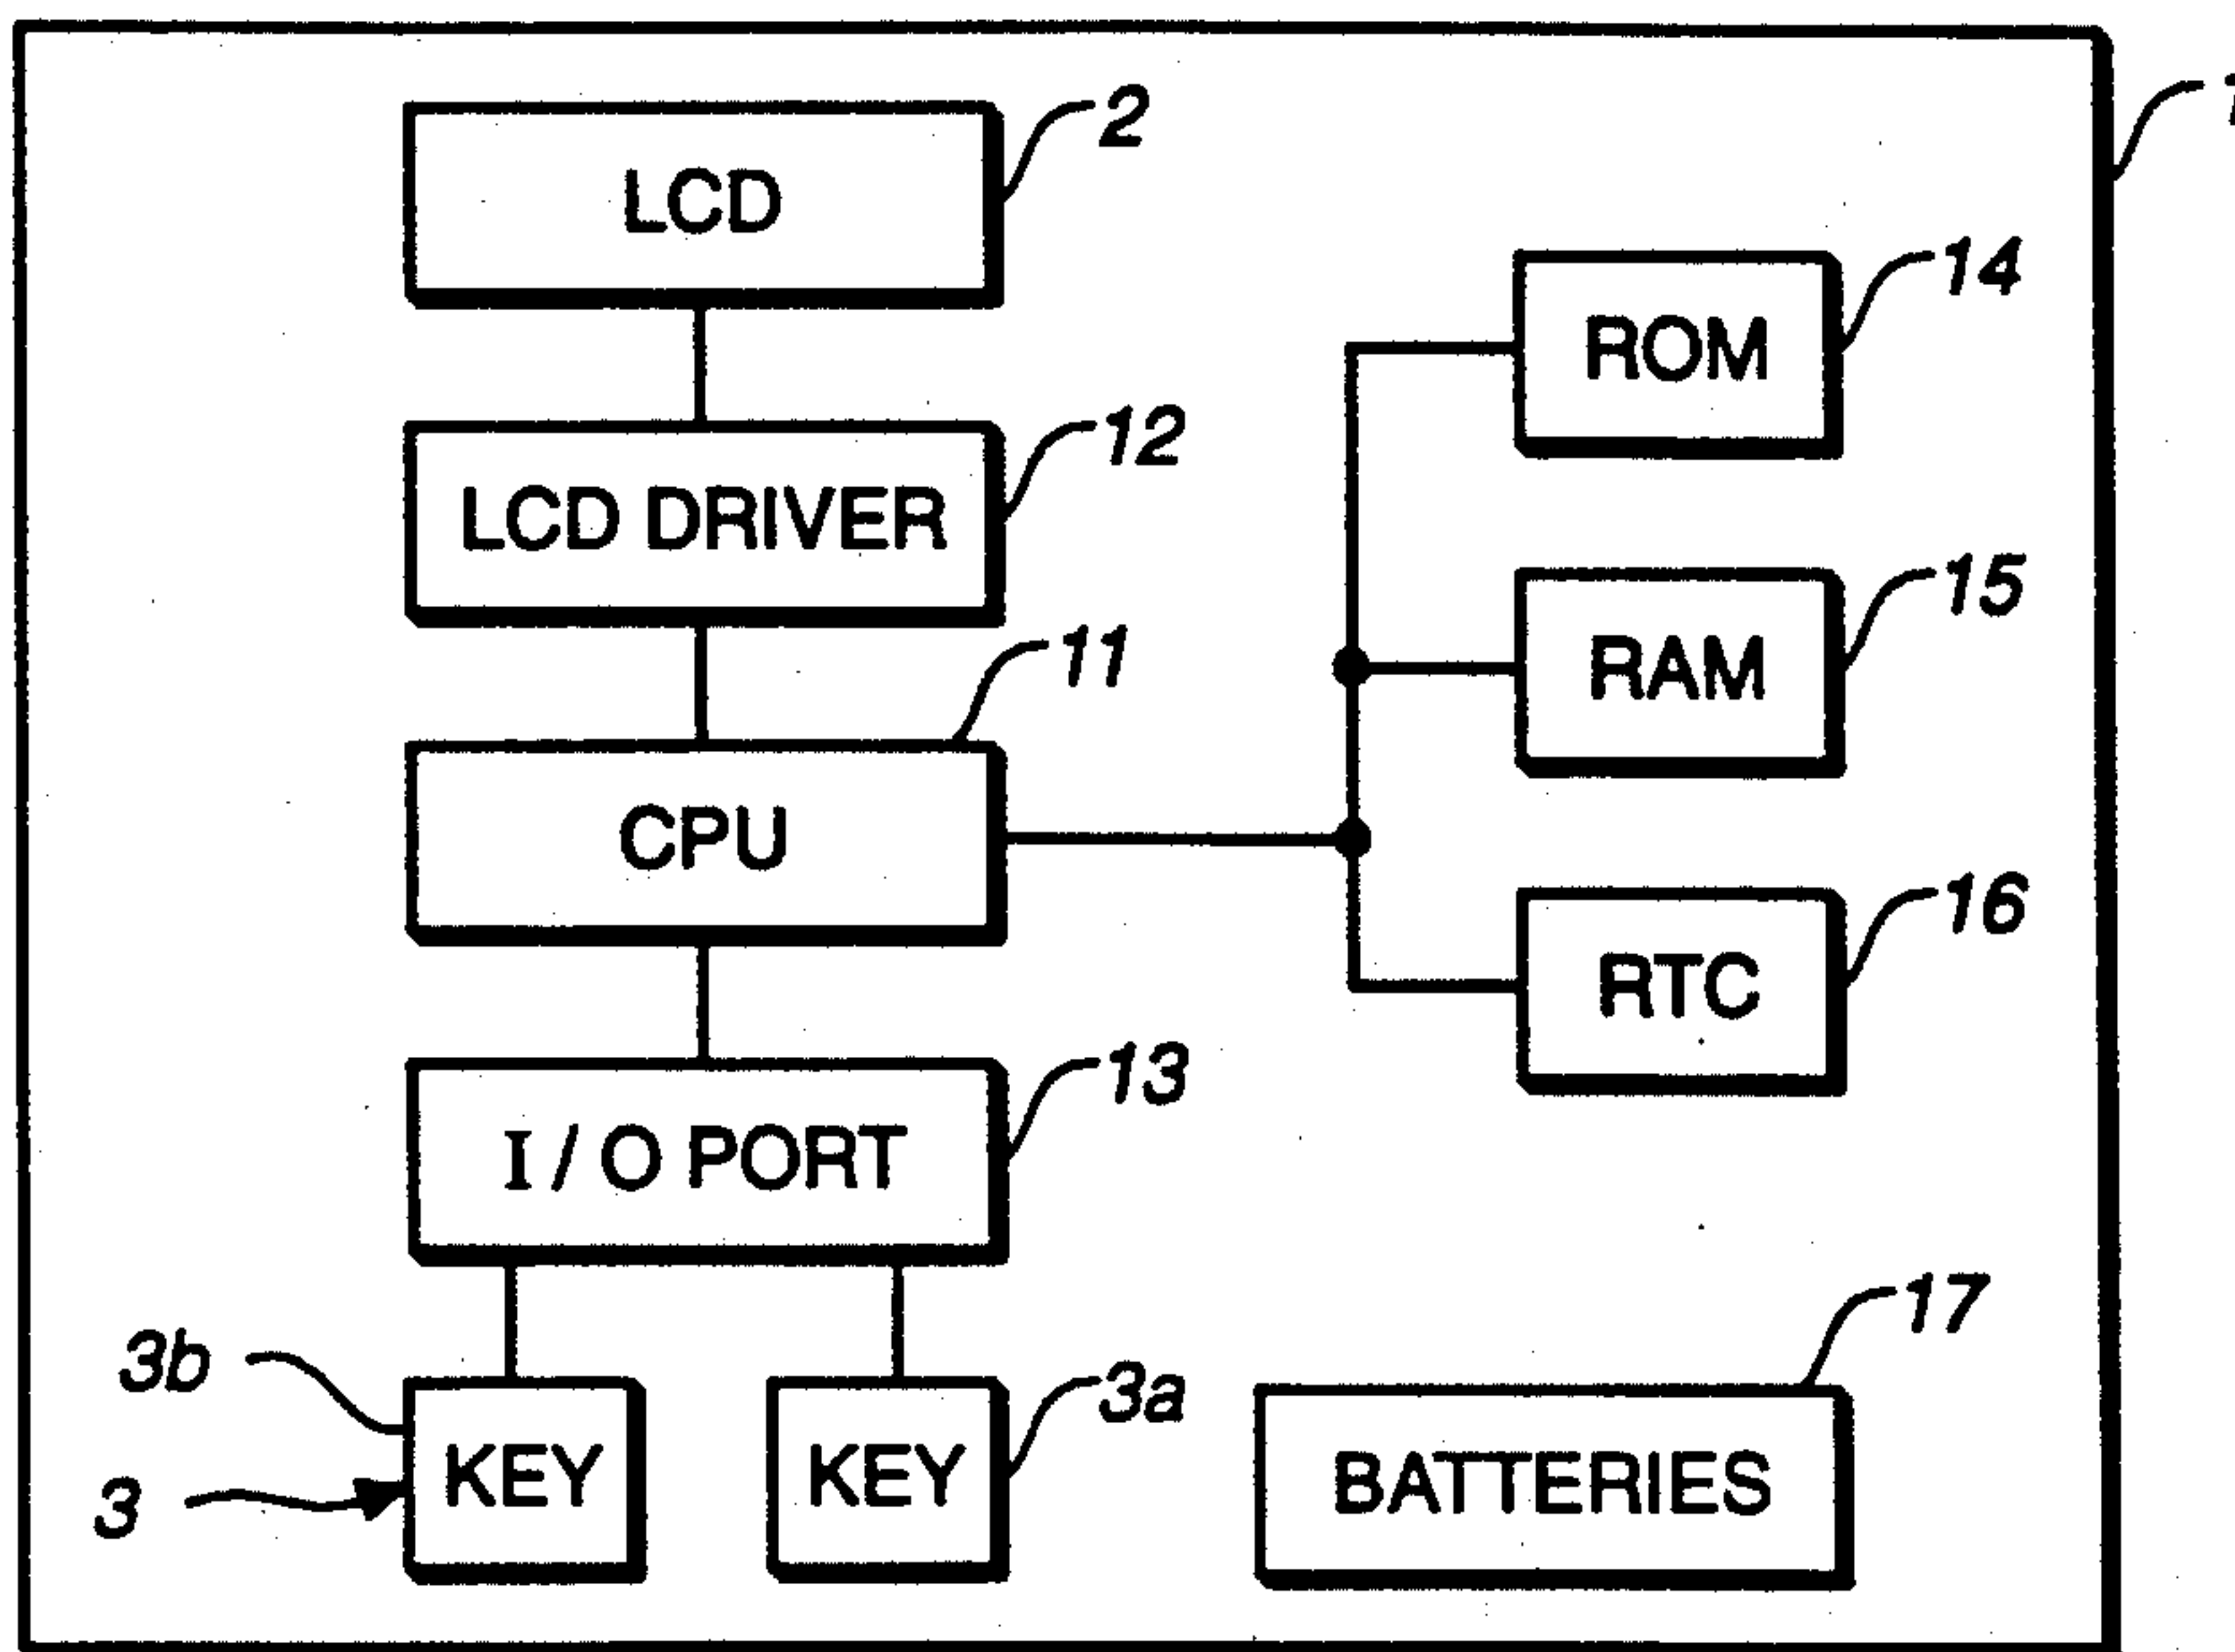 LCD
2
ROM
14
LCD DRIVER
12
RAM
15
CPU
11
RTC
16
I / O PORT
13
KEY
3b
3
KEY
3a
BATTERIES
17